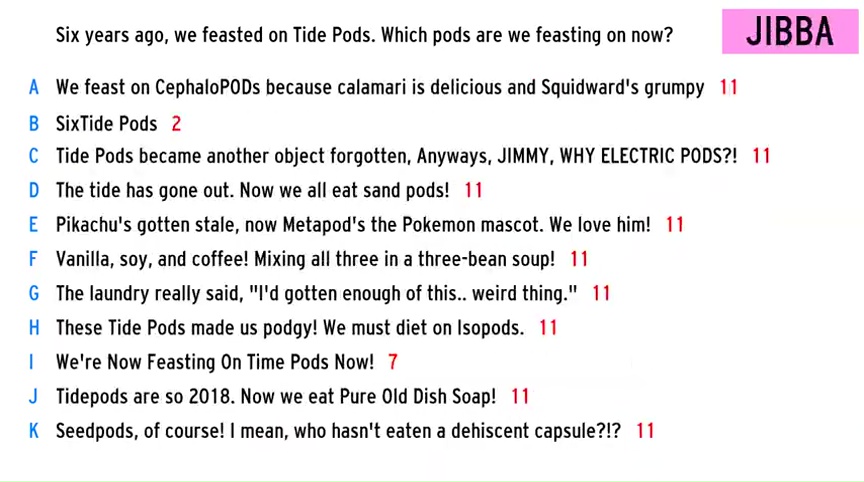 Six years ago, we feasted on Tide Pods. Which pods are we feasting on now?
JIBBA
A We feast on CephaloPODs because calamari is delicious and Squidward's grumpy 11
B SixTide Pods 2
C Tide Pods became another object forgotten, Anyways, JIMMY, WHY ELECTRIC PODS?! 11
D The tide has gone out. Now we all eat sand pods! 11
E Pikachu's gotten stale, now Metapod's the Pokemon mascot. We love him! 11
F Vanilla, soy, and coffee! Mixing all three in a three-bean soup! 11
G The laundry really said, "I'd gotten enough of this.. weird thing." 11
H These Tide Pods made us podgy! We must diet on Isopods. 11
I We're Now Feasting On Time Pods Now! 7
J Tidepods are so 2018. Now we eat Pure Old Dish Soap! 11
K Seedpods, of course! I mean, who hasn't eaten a dehiscent capsule?!? 11